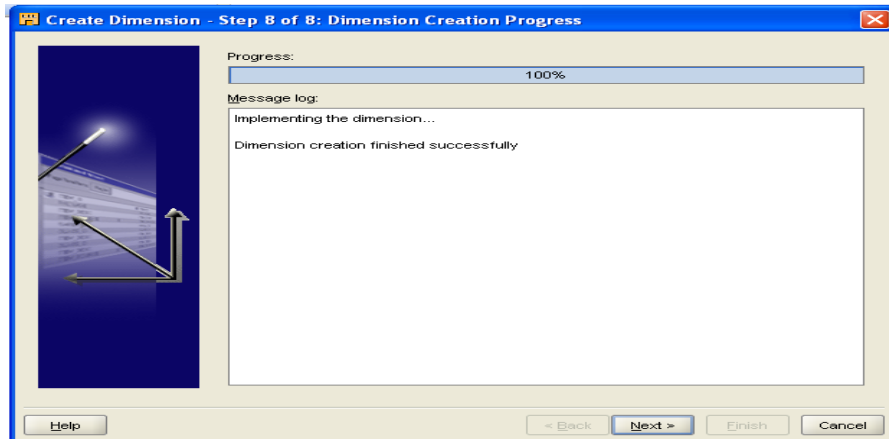 Create Dimension - Step 8 of 8: Dimension Creation Progress
Progress:
100%
Message log:
Implementing the dimension...
Dimension creation finished successfully
Help
< Back
Next >
Finish
Cancel